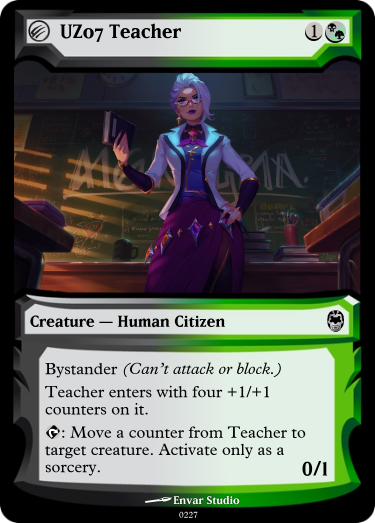 UZ07 Teacher 1
Creature — Human Citizen
Bystander (Can't attack or block.)
Teacher enters with four +1/+1
counters on it.
: Move a counter from Teacher to
target creature. Activate only as a
sorcery.
0/1
Envar Studio
0227